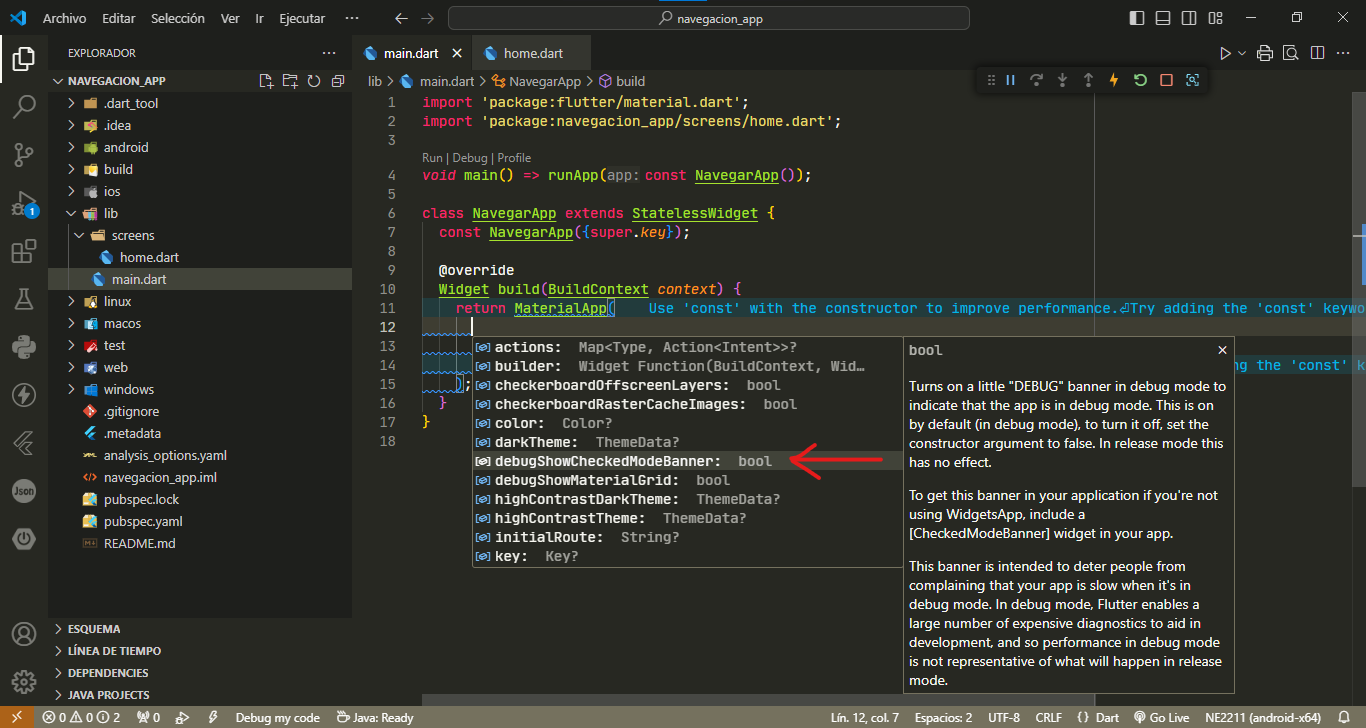 Archivo Editar Selección Ver Ir Ejecutar ··· navegacion_app
EXPLORADOR ···
NAVEGACION_APP
.dart_tool
.idea
android
build
ios
lib
screens
home.dart
main.dart
linux
macos
test
web
windows
.gitignore
.metadata
analysis_options.yaml
navegacion_app.iml
pubspec.lock
pubspec.yaml
README.md
ESQUEMA
LÍNEA DE TIEMPO
DEPENDENCIES
JAVA PROJECTS
1
Json
main.dart home.dart
lib > main.dart > NavegarApp > build
1 import 'package:flutter/material.dart';
2 import 'package:navegacion_app/screens/home.dart';
3
Run | Debug | Profile
4 void main() => runApp(app: const NavegarApp());
5
6 class NavegarApp extends StatelessWidget {
7 const NavegarApp({super.key});
8
9 @override
10 Widget build(BuildContext context) {
11 return MaterialApp( Use 'const' with the constructor to improve performance.⏎Try adding the 'const' keywo
12
13
14 ng the 'const' k
15 );
16 }
17 }
18
actions: Map<Type, Action<Intent>>?
builder: Widget Function(BuildContext, Wid…
checkerboardOffscreenLayers: bool
checkerboardRasterCacheImages: bool
color: Color?
darkTheme: ThemeData?
debugShowCheckedModeBanner: bool
debugShowMaterialGrid: bool
highContrastDarkTheme: ThemeData?
highContrastTheme: ThemeData?
initialRoute: String?
key: Key?
bool
Turns on a little "DEBUG" banner in debug mode to
indicate that the app is in debug mode. This is on
by default (in debug mode), to turn it off, set the
constructor argument to false. In release mode this
has no effect.
To get this banner in your application if you're not
using WidgetsApp, include a
[CheckedModeBanner] widget in your app.
This banner is intended to deter people from
complaining that your app is slow when it's in
debug mode. In debug mode, Flutter enables a
large number of expensive diagnostics to aid in
development, and so performance in debug mode
is not representative of what will happen in release
mode.
0 0 2 0 Debug my code Java: Ready Lín. 12, col. 7 Espacios: 2 UTF-8 CRLF {} Dart Go Live NE2211 (android-x64)